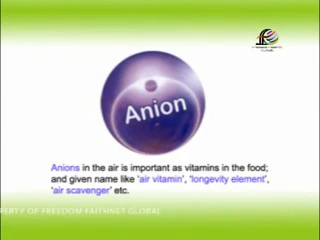 Anion
Anions in the air is important as vitamins in the food;
and given name like 'air vitamin', 'longevity element',
'air scavenger' etc.
PERTY OF FREEDOM FAITHNET GLOBAL